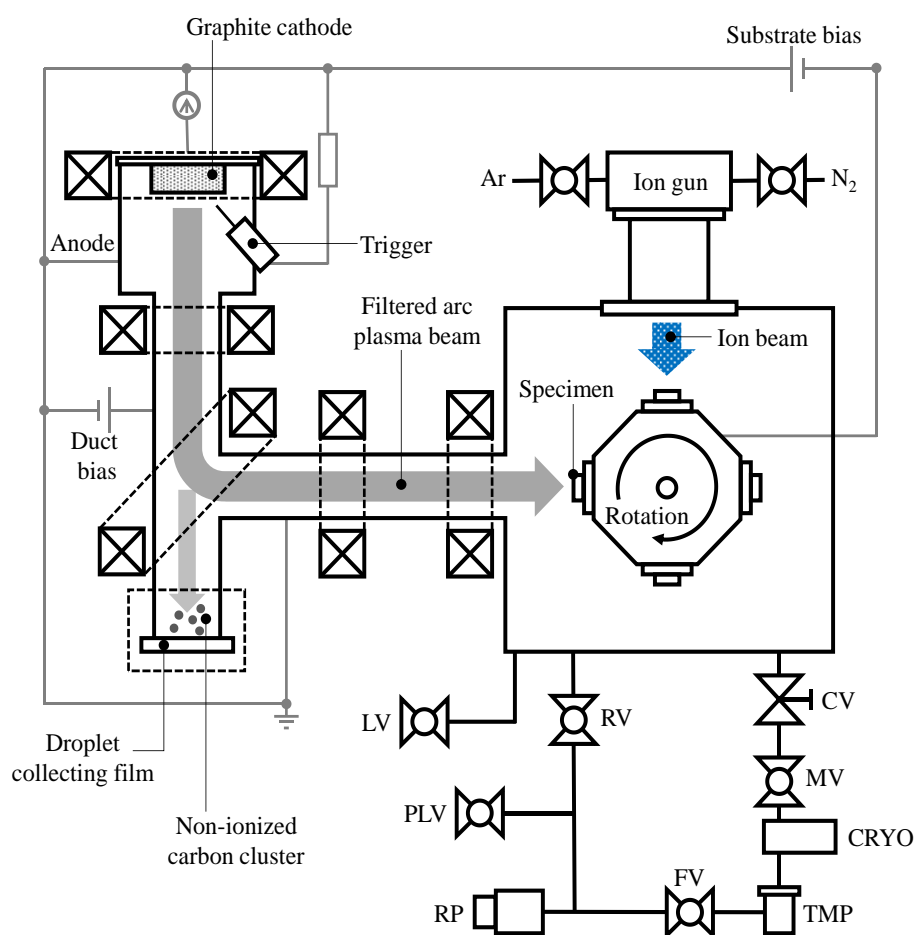 Graphite cathode
Substrate bias
Ar
Ion gun
N₂
Anode
Trigger
Filtered arc
plasma beam
Ion beam
Specimen
Duct
bias
Rotation
LV
RV
CV
Droplet
collecting film
MV
PLV
Non-ionized
carbon cluster
CRYO
FV
RP
TMP